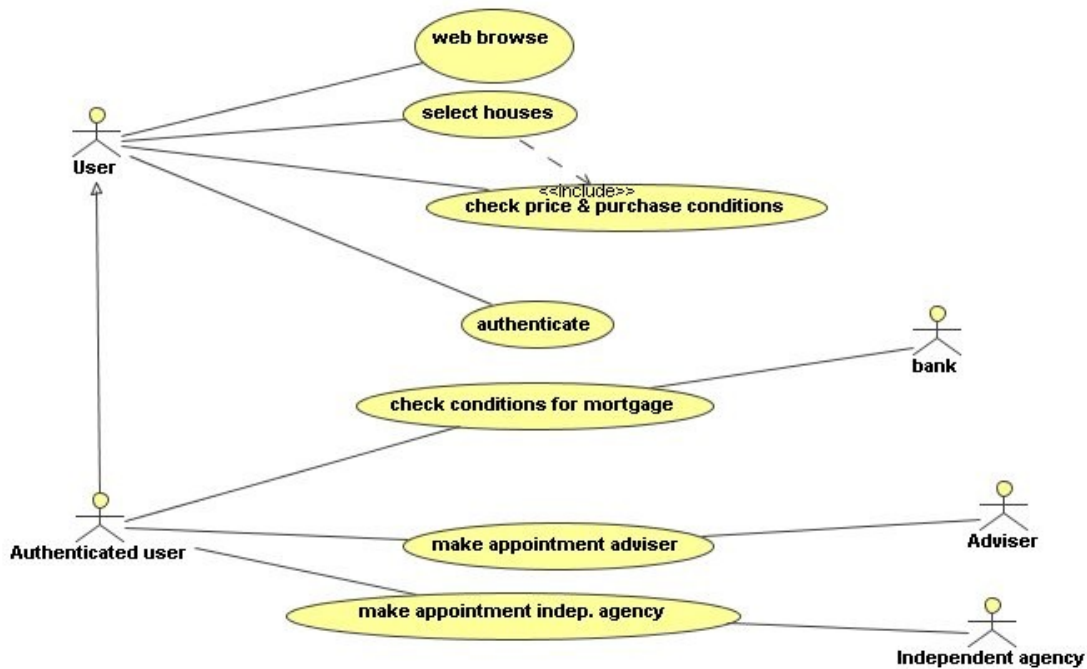 web browse
select houses
User
<<include>>
check price & purchase conditions
authenticate
bank
check conditions for mortgage
Authenticated user
make appointment adviser
Adviser
make appointment indep. agency
Independent agency